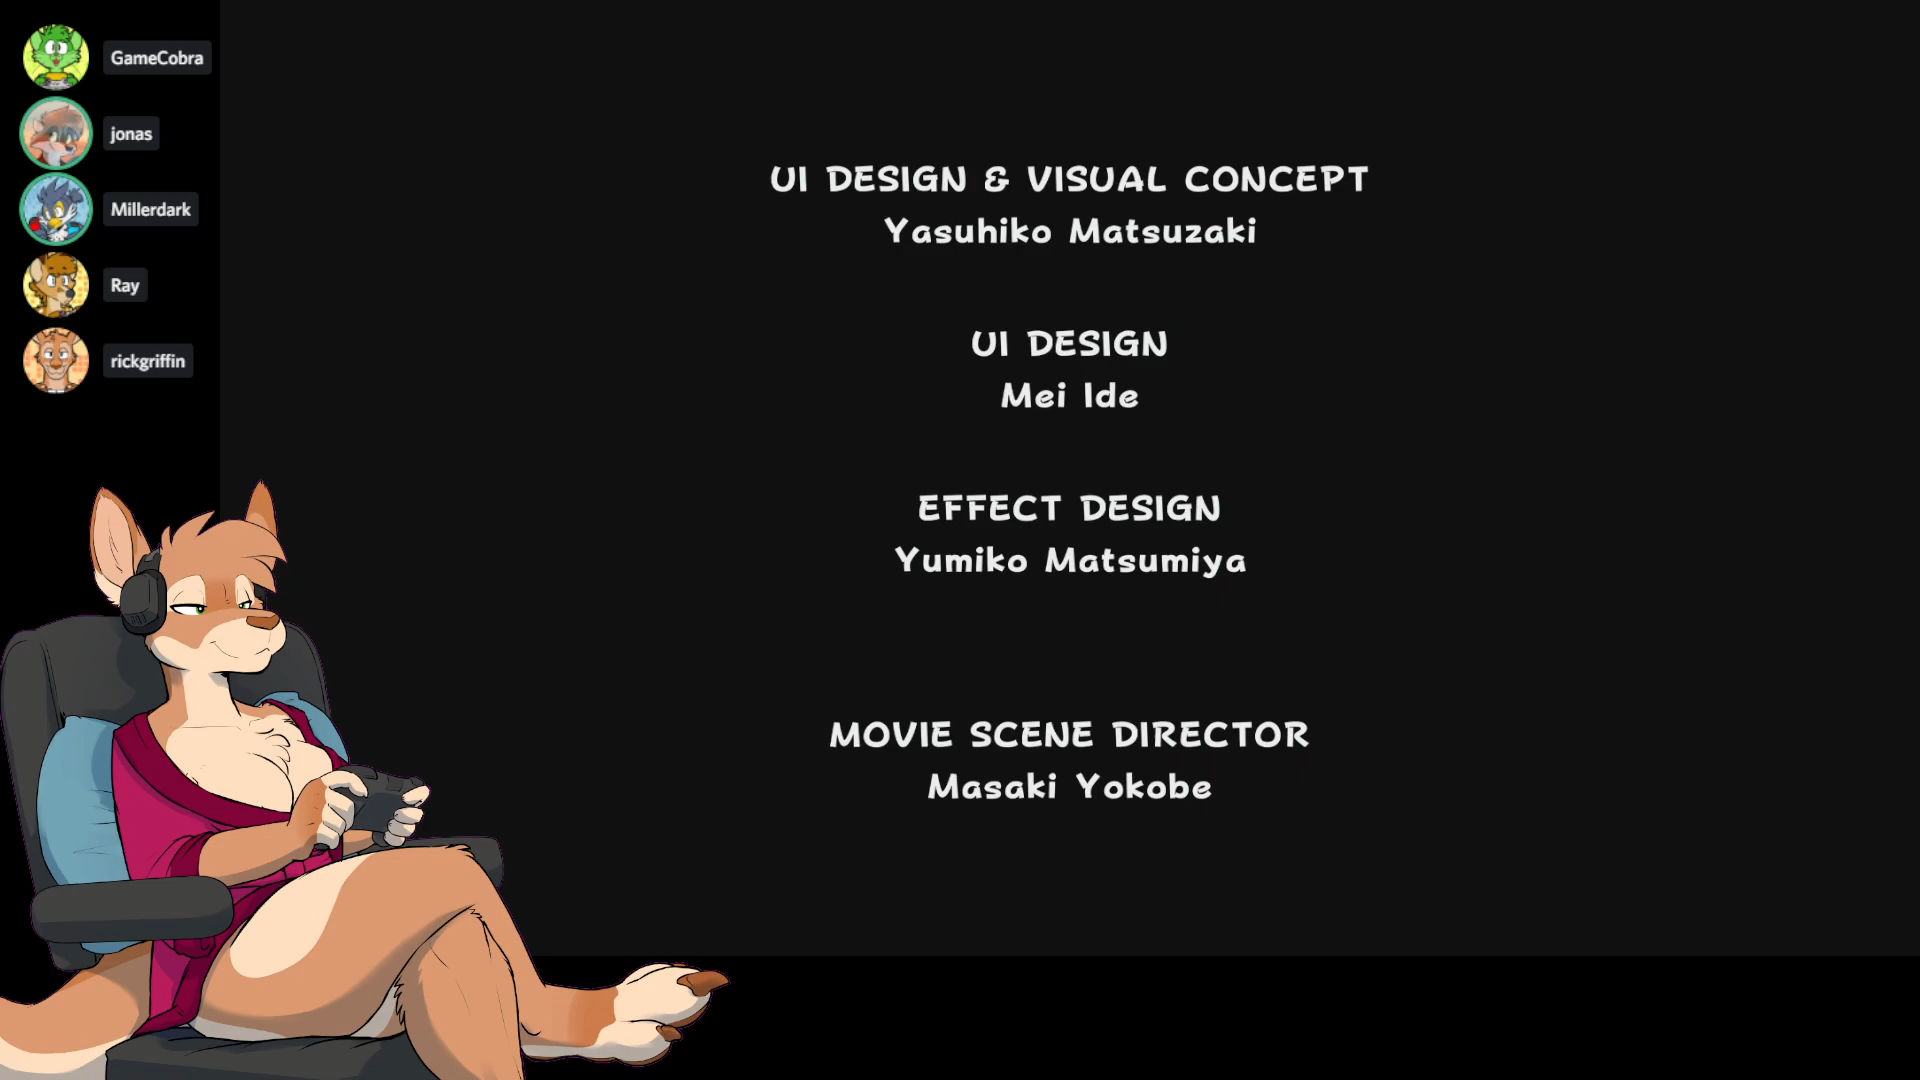 GameCobra
jonas
Millerdark
Ray
rickgriffin
UI DESIGN & VISUAL CONCEPT
Yasuhiko Matsuzaki
UI DESIGN
Mei Ide
EFFECT DESIGN
Yumiko Matsumiya
MOVIE SCENE DIRECTOR
Masaki Yokobe